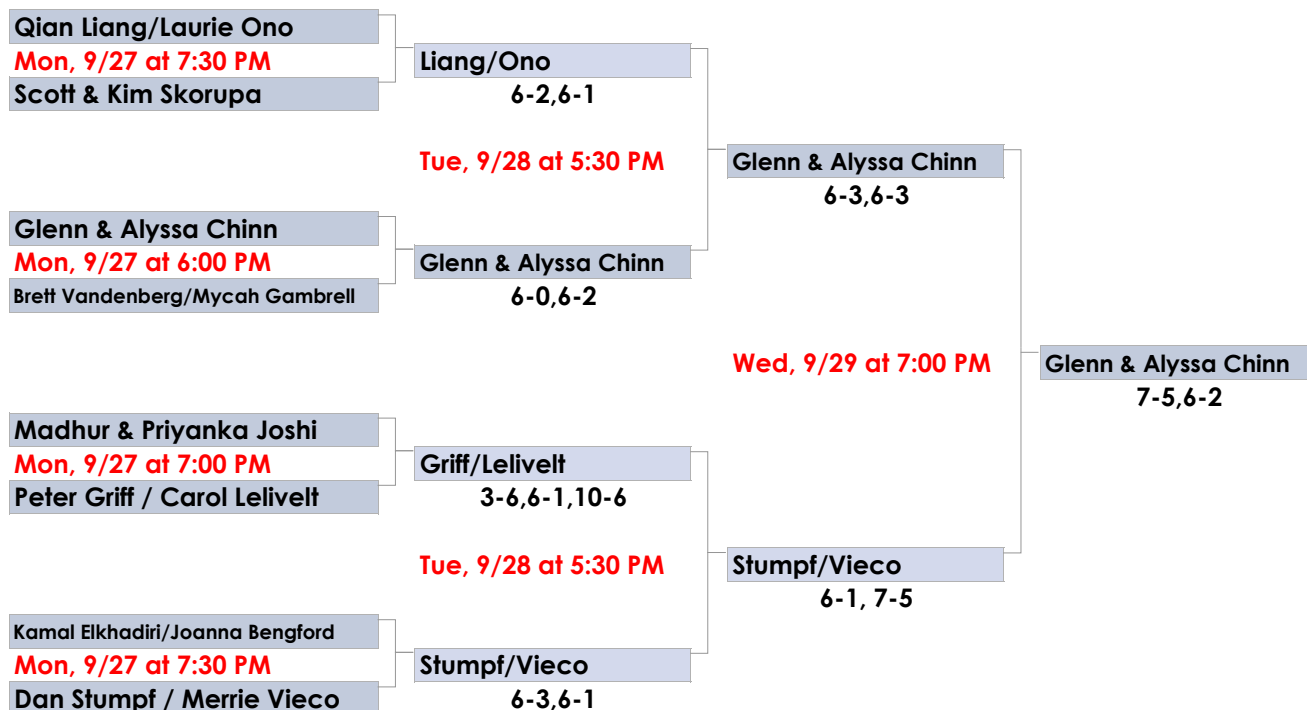 Qian Liang/Laurie Ono
Mon, 9/27 at 7:30 PM
Scott & Kim Skorupa
Liang/Ono
6-2,6-1
Tue, 9/28 at 5:30 PM
Glenn & Alyssa Chinn
6-3,6-3
Glenn & Alyssa Chinn
Mon, 9/27 at 6:00 PM
Brett Vandenberg/Mycah Gambrell
Glenn & Alyssa Chinn
6-0,6-2
Wed, 9/29 at 7:00 PM
Glenn & Alyssa Chinn
7-5,6-2
Madhur & Priyanka Joshi
Mon, 9/27 at 7:00 PM
Peter Griff / Carol Lelivelt
Griff/Lelivelt
3-6,6-1,10-6
Tue, 9/28 at 5:30 PM
Stumpf/Vieco
6-1, 7-5
Kamal Elkhadiri/Joanna Bengford
Mon, 9/27 at 7:30 PM
Dan Stumpf / Merrie Vieco
Stumpf/Vieco
6-3,6-1